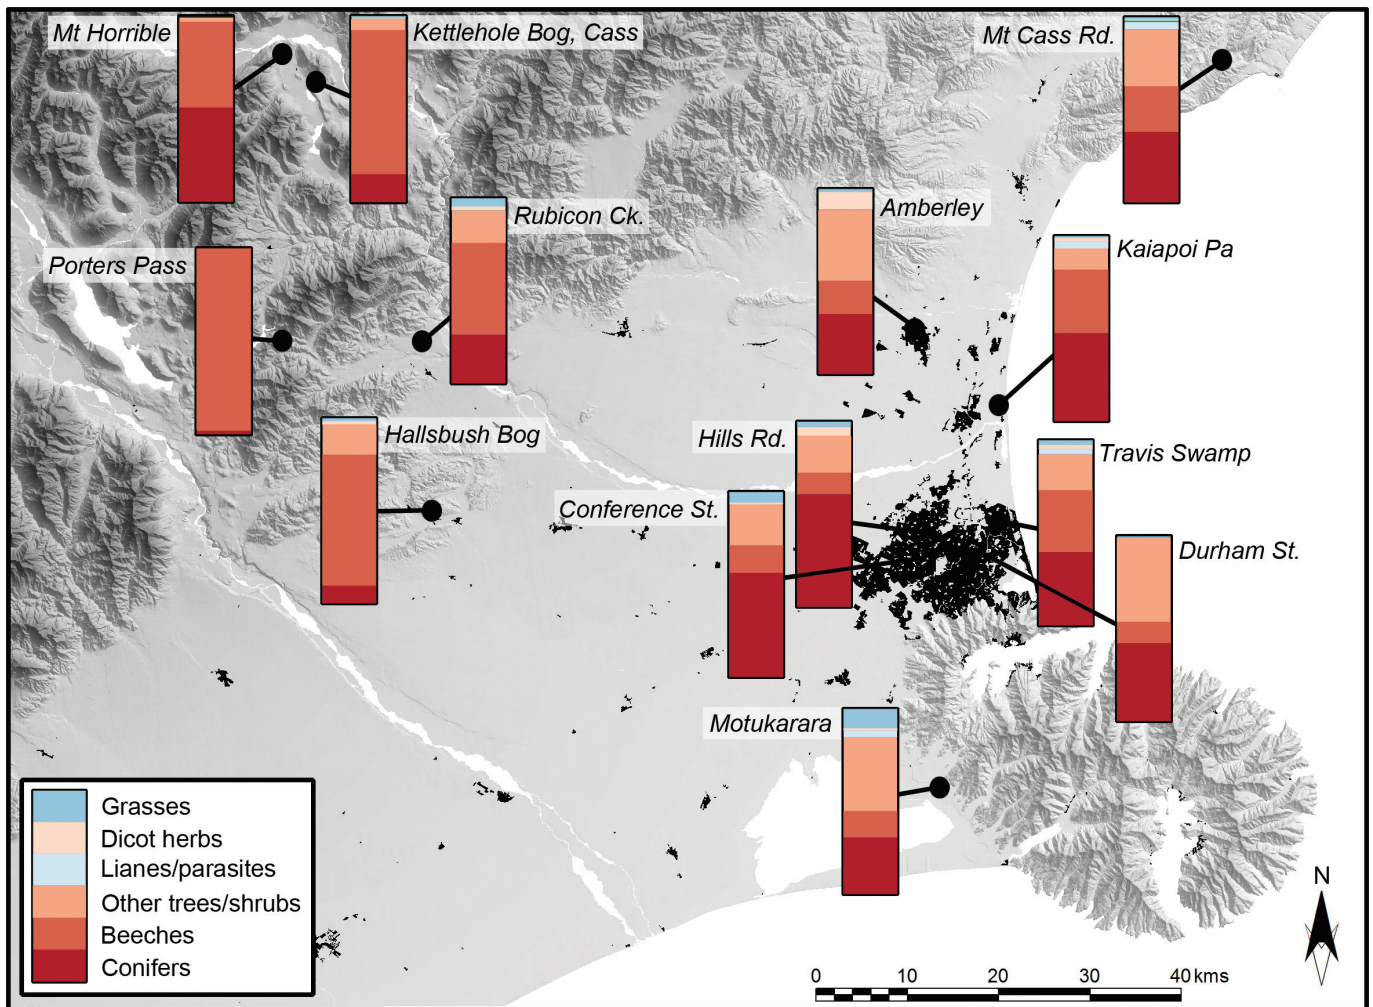 Mt Horrible
Kettlehole Bog, Cass
Mt Cass Rd.
Rubicon Ck.
Amberley
Kaiapoi Pa
Porters Pass
Hallsbush Bog
Hills Rd.
Travis Swamp
Conference St.
Durham St.
Motukarara
Grasses
Dicot herbs
Lianes/parasites
Other trees/shrubs
Beeches
Conifers
N
0 10 20 30 40 kms